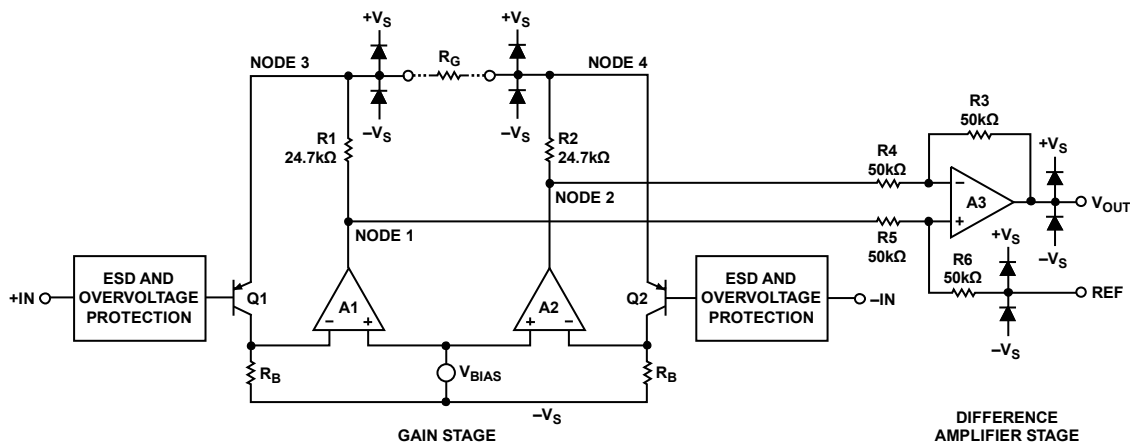 +VS
+VS
NODE 3
RG
NODE 4
–VS
–VS
R1
24.7kΩ
R2
24.7kΩ
R3
50kΩ
R4
50kΩ
+VS
NODE 2
A3
VOUT
NODE 1
R5
50kΩ
–VS
+VS
R6
50kΩ
REF
–VS
+IN
ESD AND
OVERVOLTAGE
PROTECTION
Q1
A1
A2
Q2
ESD AND
OVERVOLTAGE
PROTECTION
–IN
RB
VBIAS
RB
–VS
GAIN STAGE
DIFFERENCE
AMPLIFIER STAGE